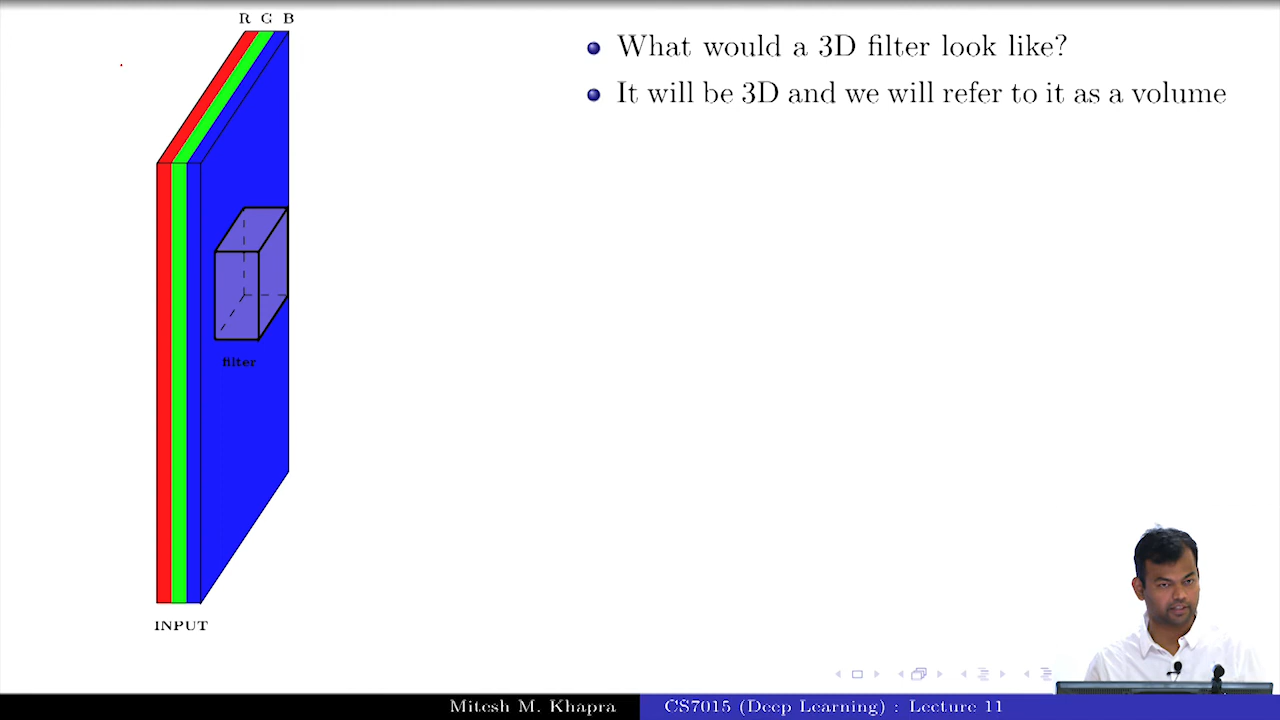 R G B
What would a 3D filter look like?
It will be 3D and we will refer to it as a volume
filter
INPUT
Mitesh M. Khapra
CS7015 (Deep Learning) : Lecture 11